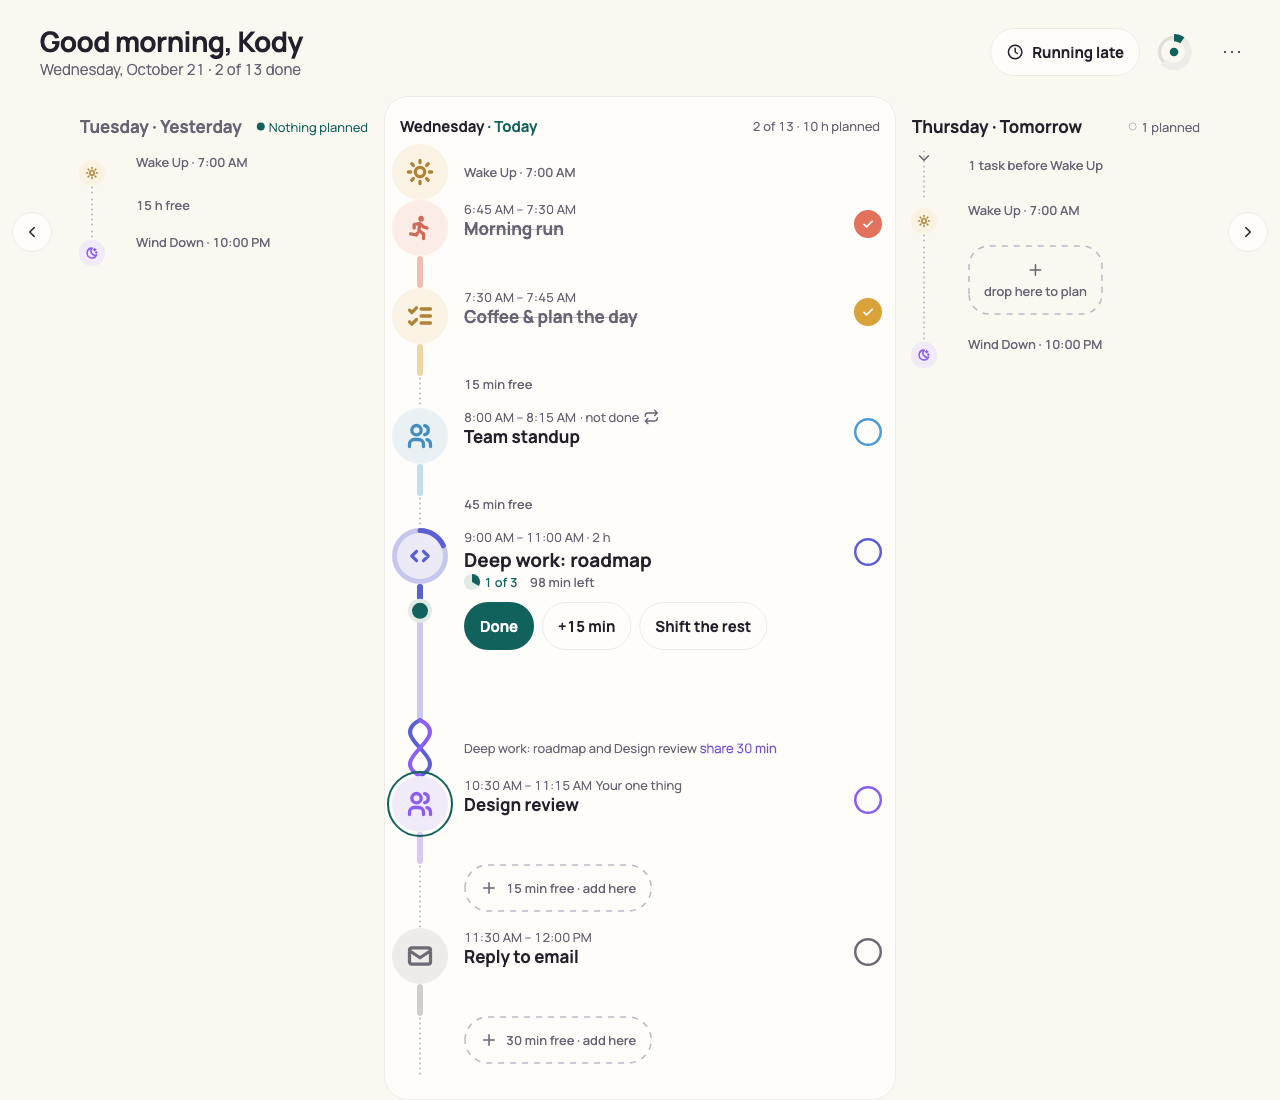 Good morning, Kody
Wednesday, October 21 · 2 of 13 done
Running late
Tuesday · Yesterday
Nothing planned
Wake Up · 7:00 AM
15 h free
Wind Down · 10:00 PM
Wednesday · Today
2 of 13 · 10 h planned
Wake Up · 7:00 AM
6:45 AM – 7:30 AM
Morning run
7:30 AM – 7:45 AM
Coffee & plan the day
15 min free
8:00 AM – 8:15 AM · not done
Team standup
45 min free
9:00 AM – 11:00 AM · 2 h
Deep work: roadmap
1 of 3 98 min left
Done
+15 min
Shift the rest
Deep work: roadmap and Design review share 30 min
10:30 AM – 11:15 AM Your one thing
Design review
15 min free · add here
11:30 AM – 12:00 PM
Reply to email
30 min free · add here
Thursday · Tomorrow
1 planned
1 task before Wake Up
Wake Up · 7:00 AM
drop here to plan
Wind Down · 10:00 PM